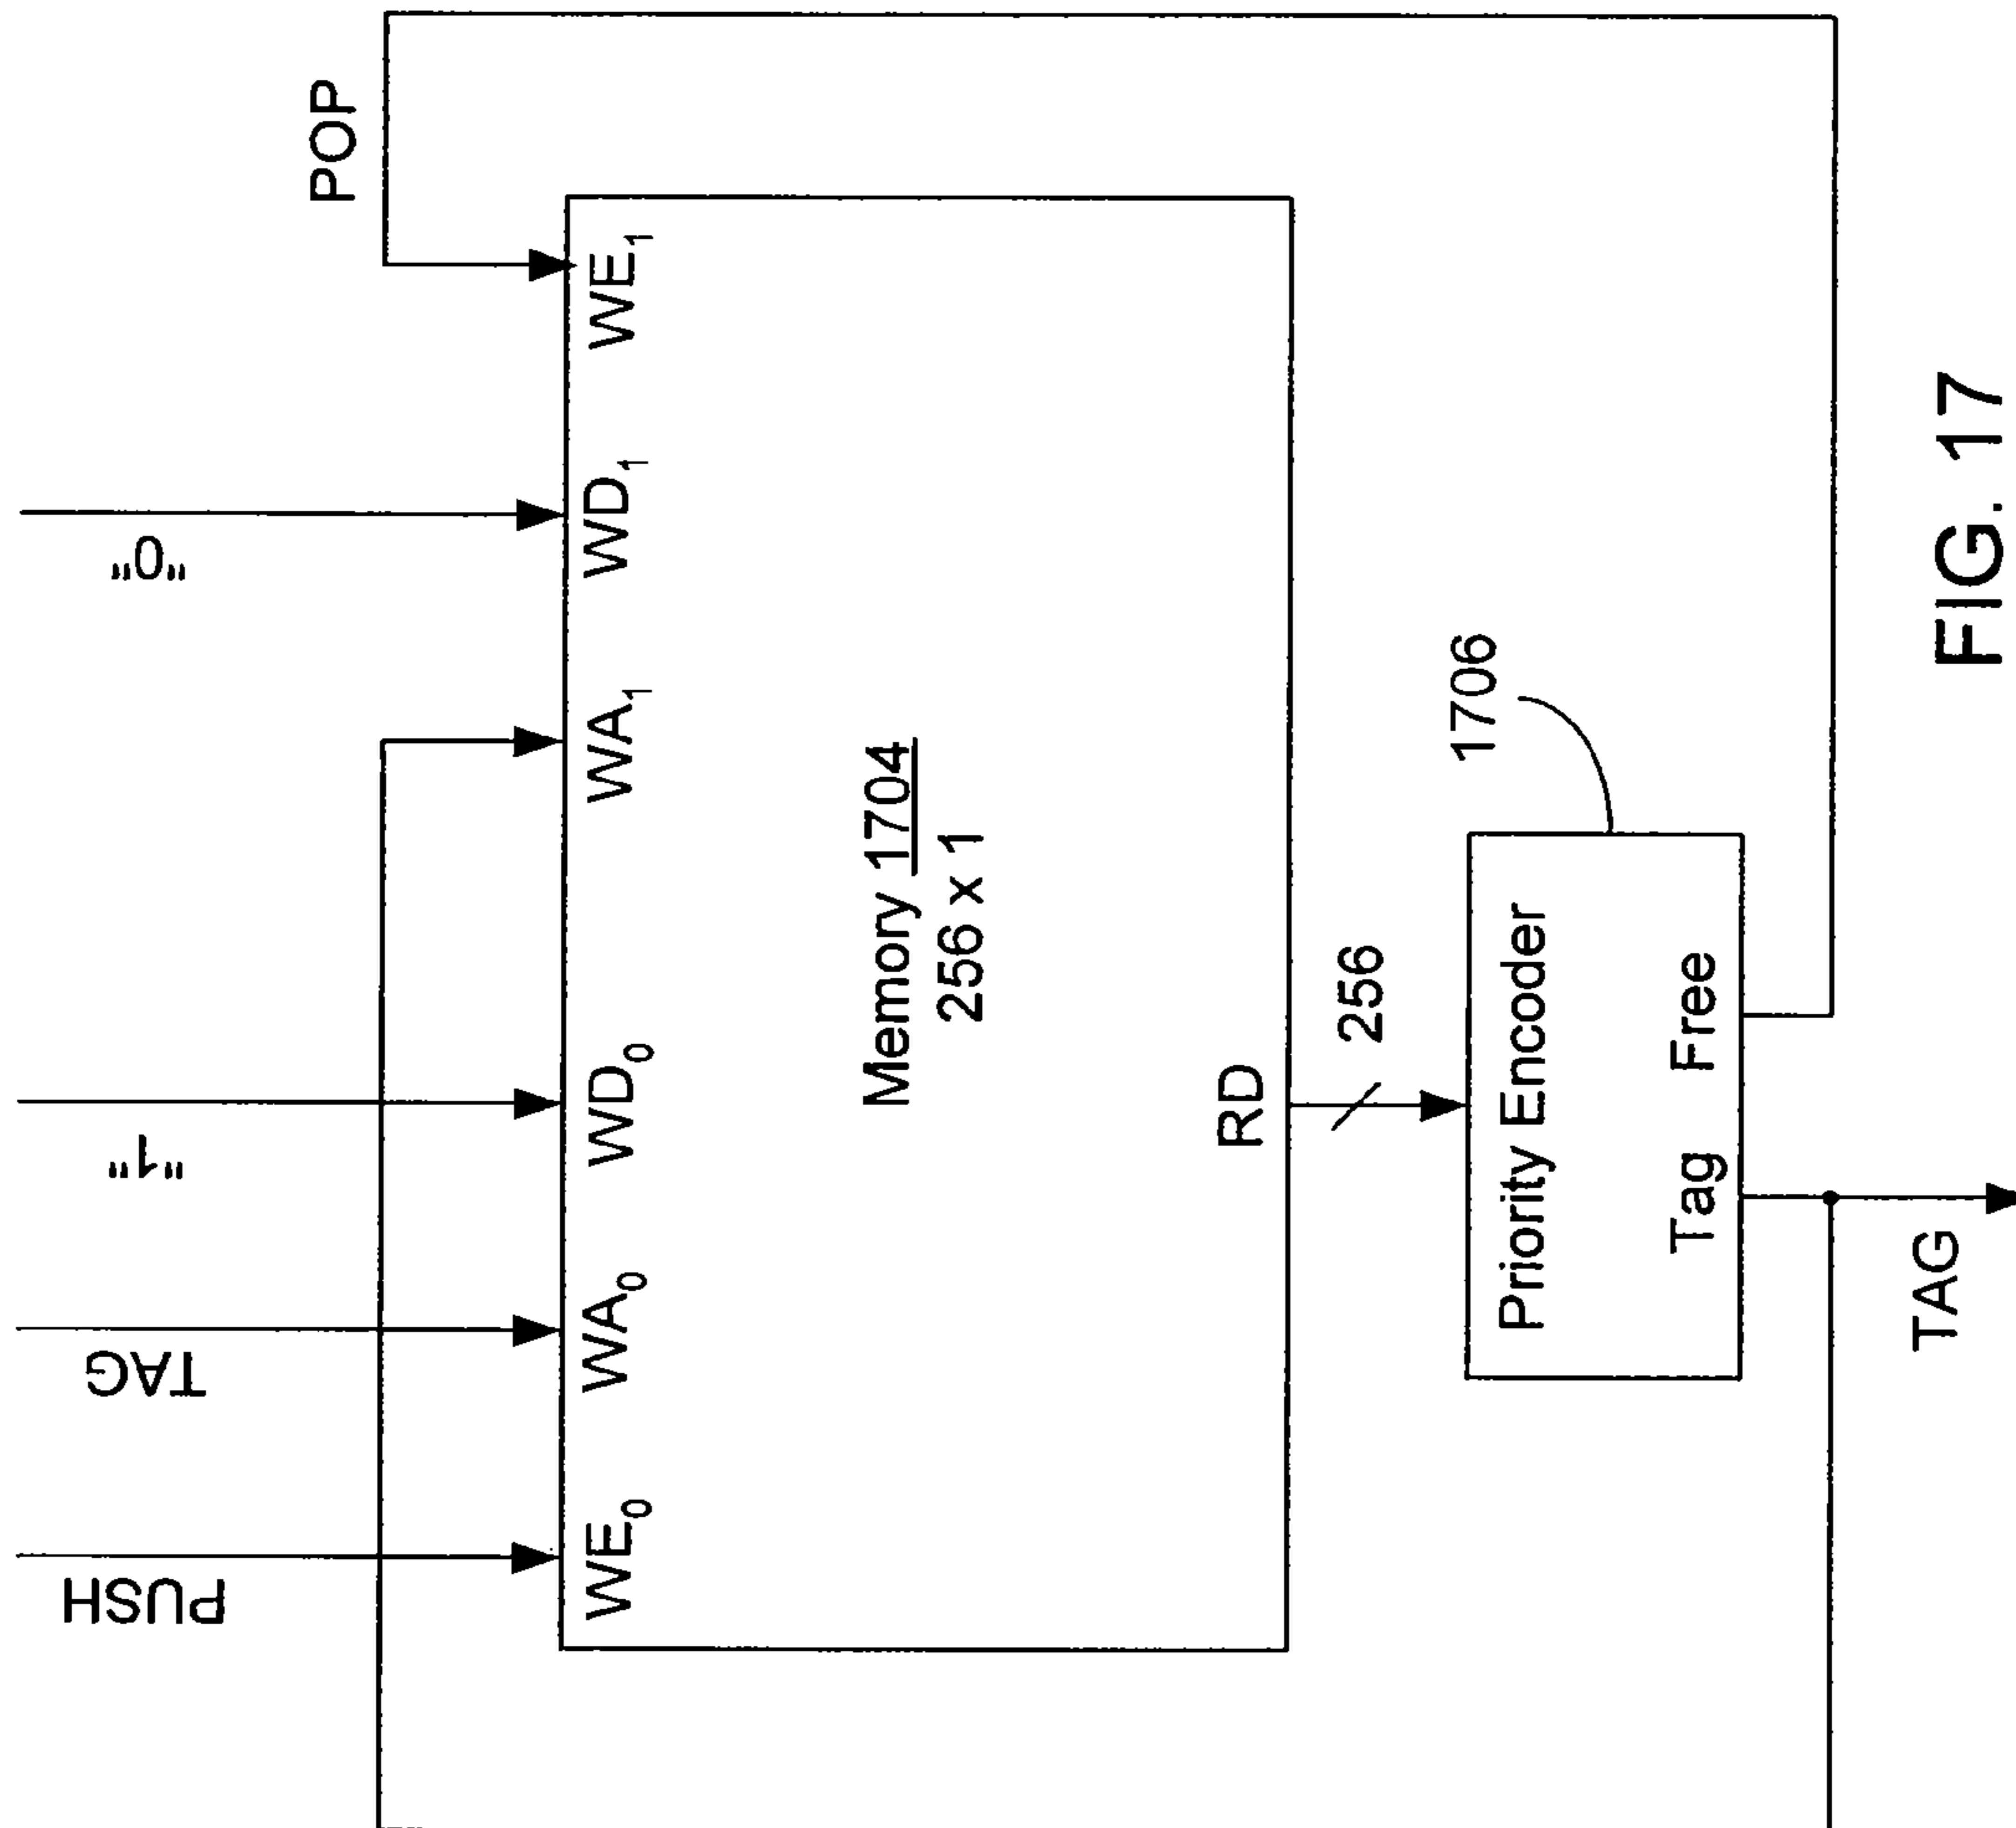 POP
PUSH
TAG
"1"
"0"
WE₀
WA₀
WD₀
WA₁
WD₁
WE₁
Memory 1704
256 x 1
RD
256
1706
Priority Encoder
Tag
Free
TAG
FIG. 17